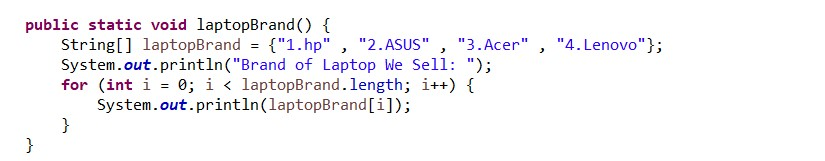 public static void laptopBrand() {
    String[] laptopBrand = {"1.hp" , "2.ASUS" , "3.Acer" , "4.Lenovo"};
    System.out.println("Brand of Laptop We Sell: ");
    for (int i = 0; i < laptopBrand.length; i++) {
        System.out.println(laptopBrand[i]);
    }
}